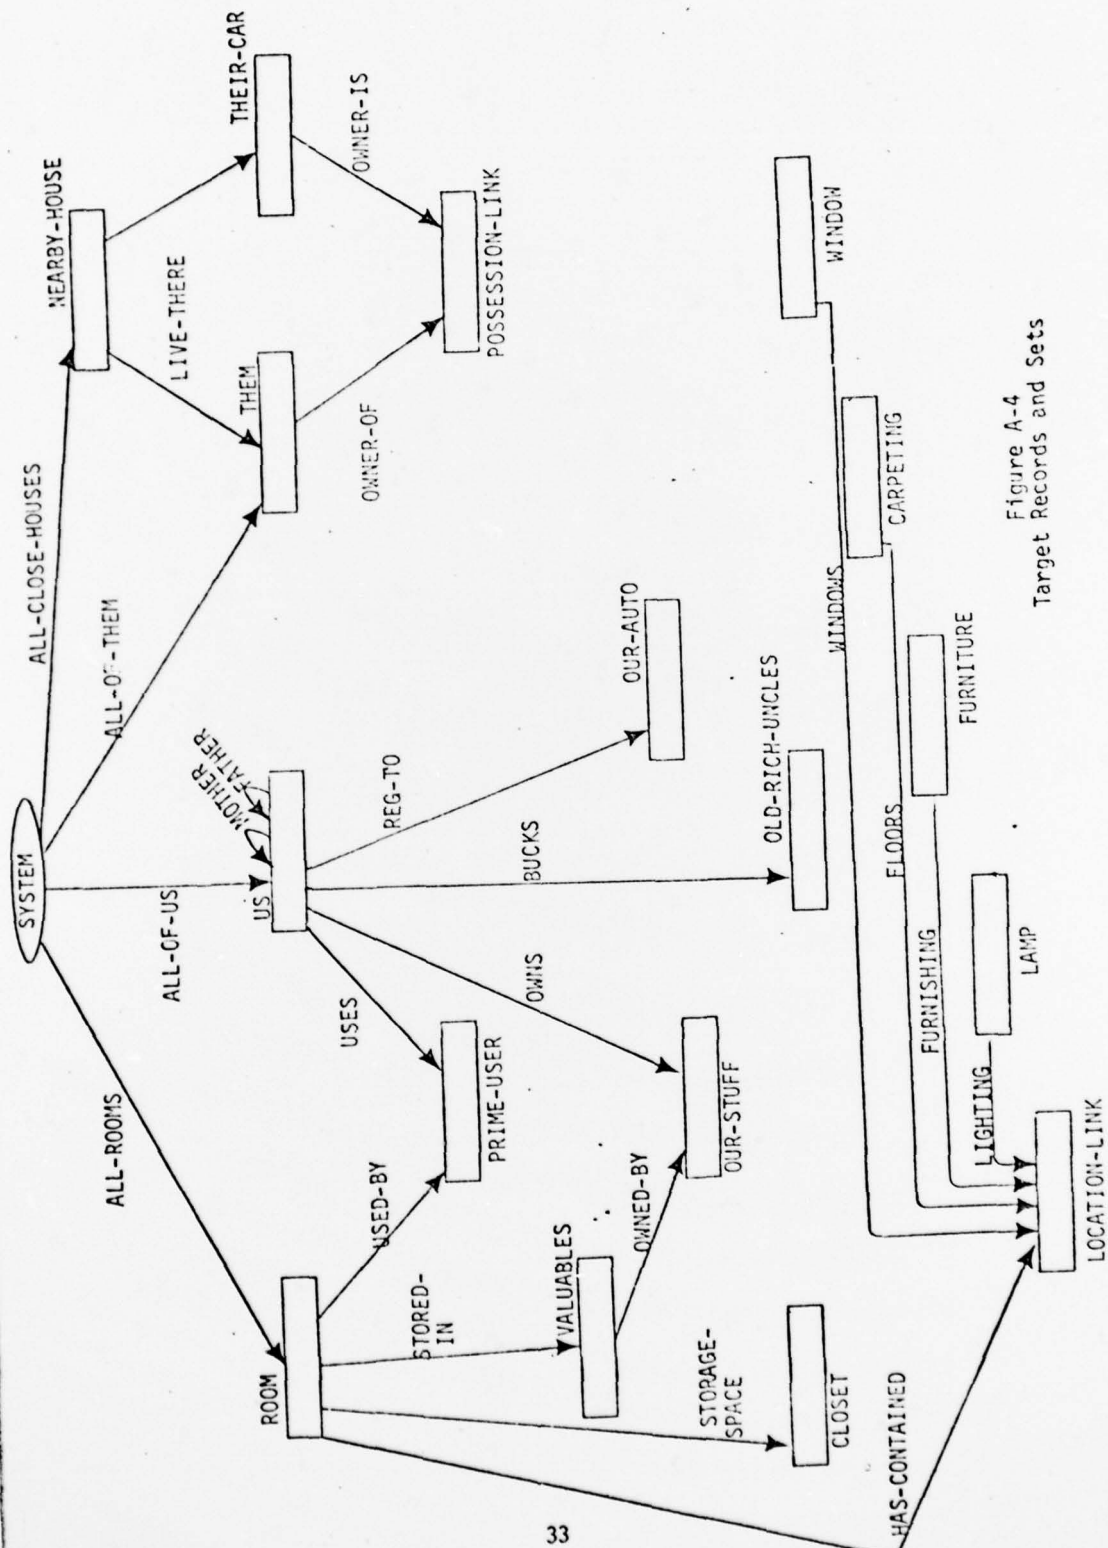 SYSTEM
ALL-ROOMS
ALL-OF-US
ALL-OF-THEM
ALL-CLOSE-HOUSES
NEARBY-HOUSE
LIVE-THERE
THEIR-CAR
THEM
OWNER-IS
OWNER-OF
POSSESSION-LINK
MOTHER
FATHER
US
ROOM
USED-BY
USES
PRIME-USER
REG-TO
OUR-AUTO
BUCKS
OLD-RICH-UNCLES
OWNS
OUR-STUFF
STORED-
IN
VALUABLES
OWNED-BY
STORAGE-
SPACE
CLOSET
HAS-CONTAINED
WINDOW
WINDOWS
CARPETING
FLOORS
FURNITURE
FURNISHING
LAMP
LIGHTING
LOCATION-LINK
Figure A-4
Target Records and Sets
33